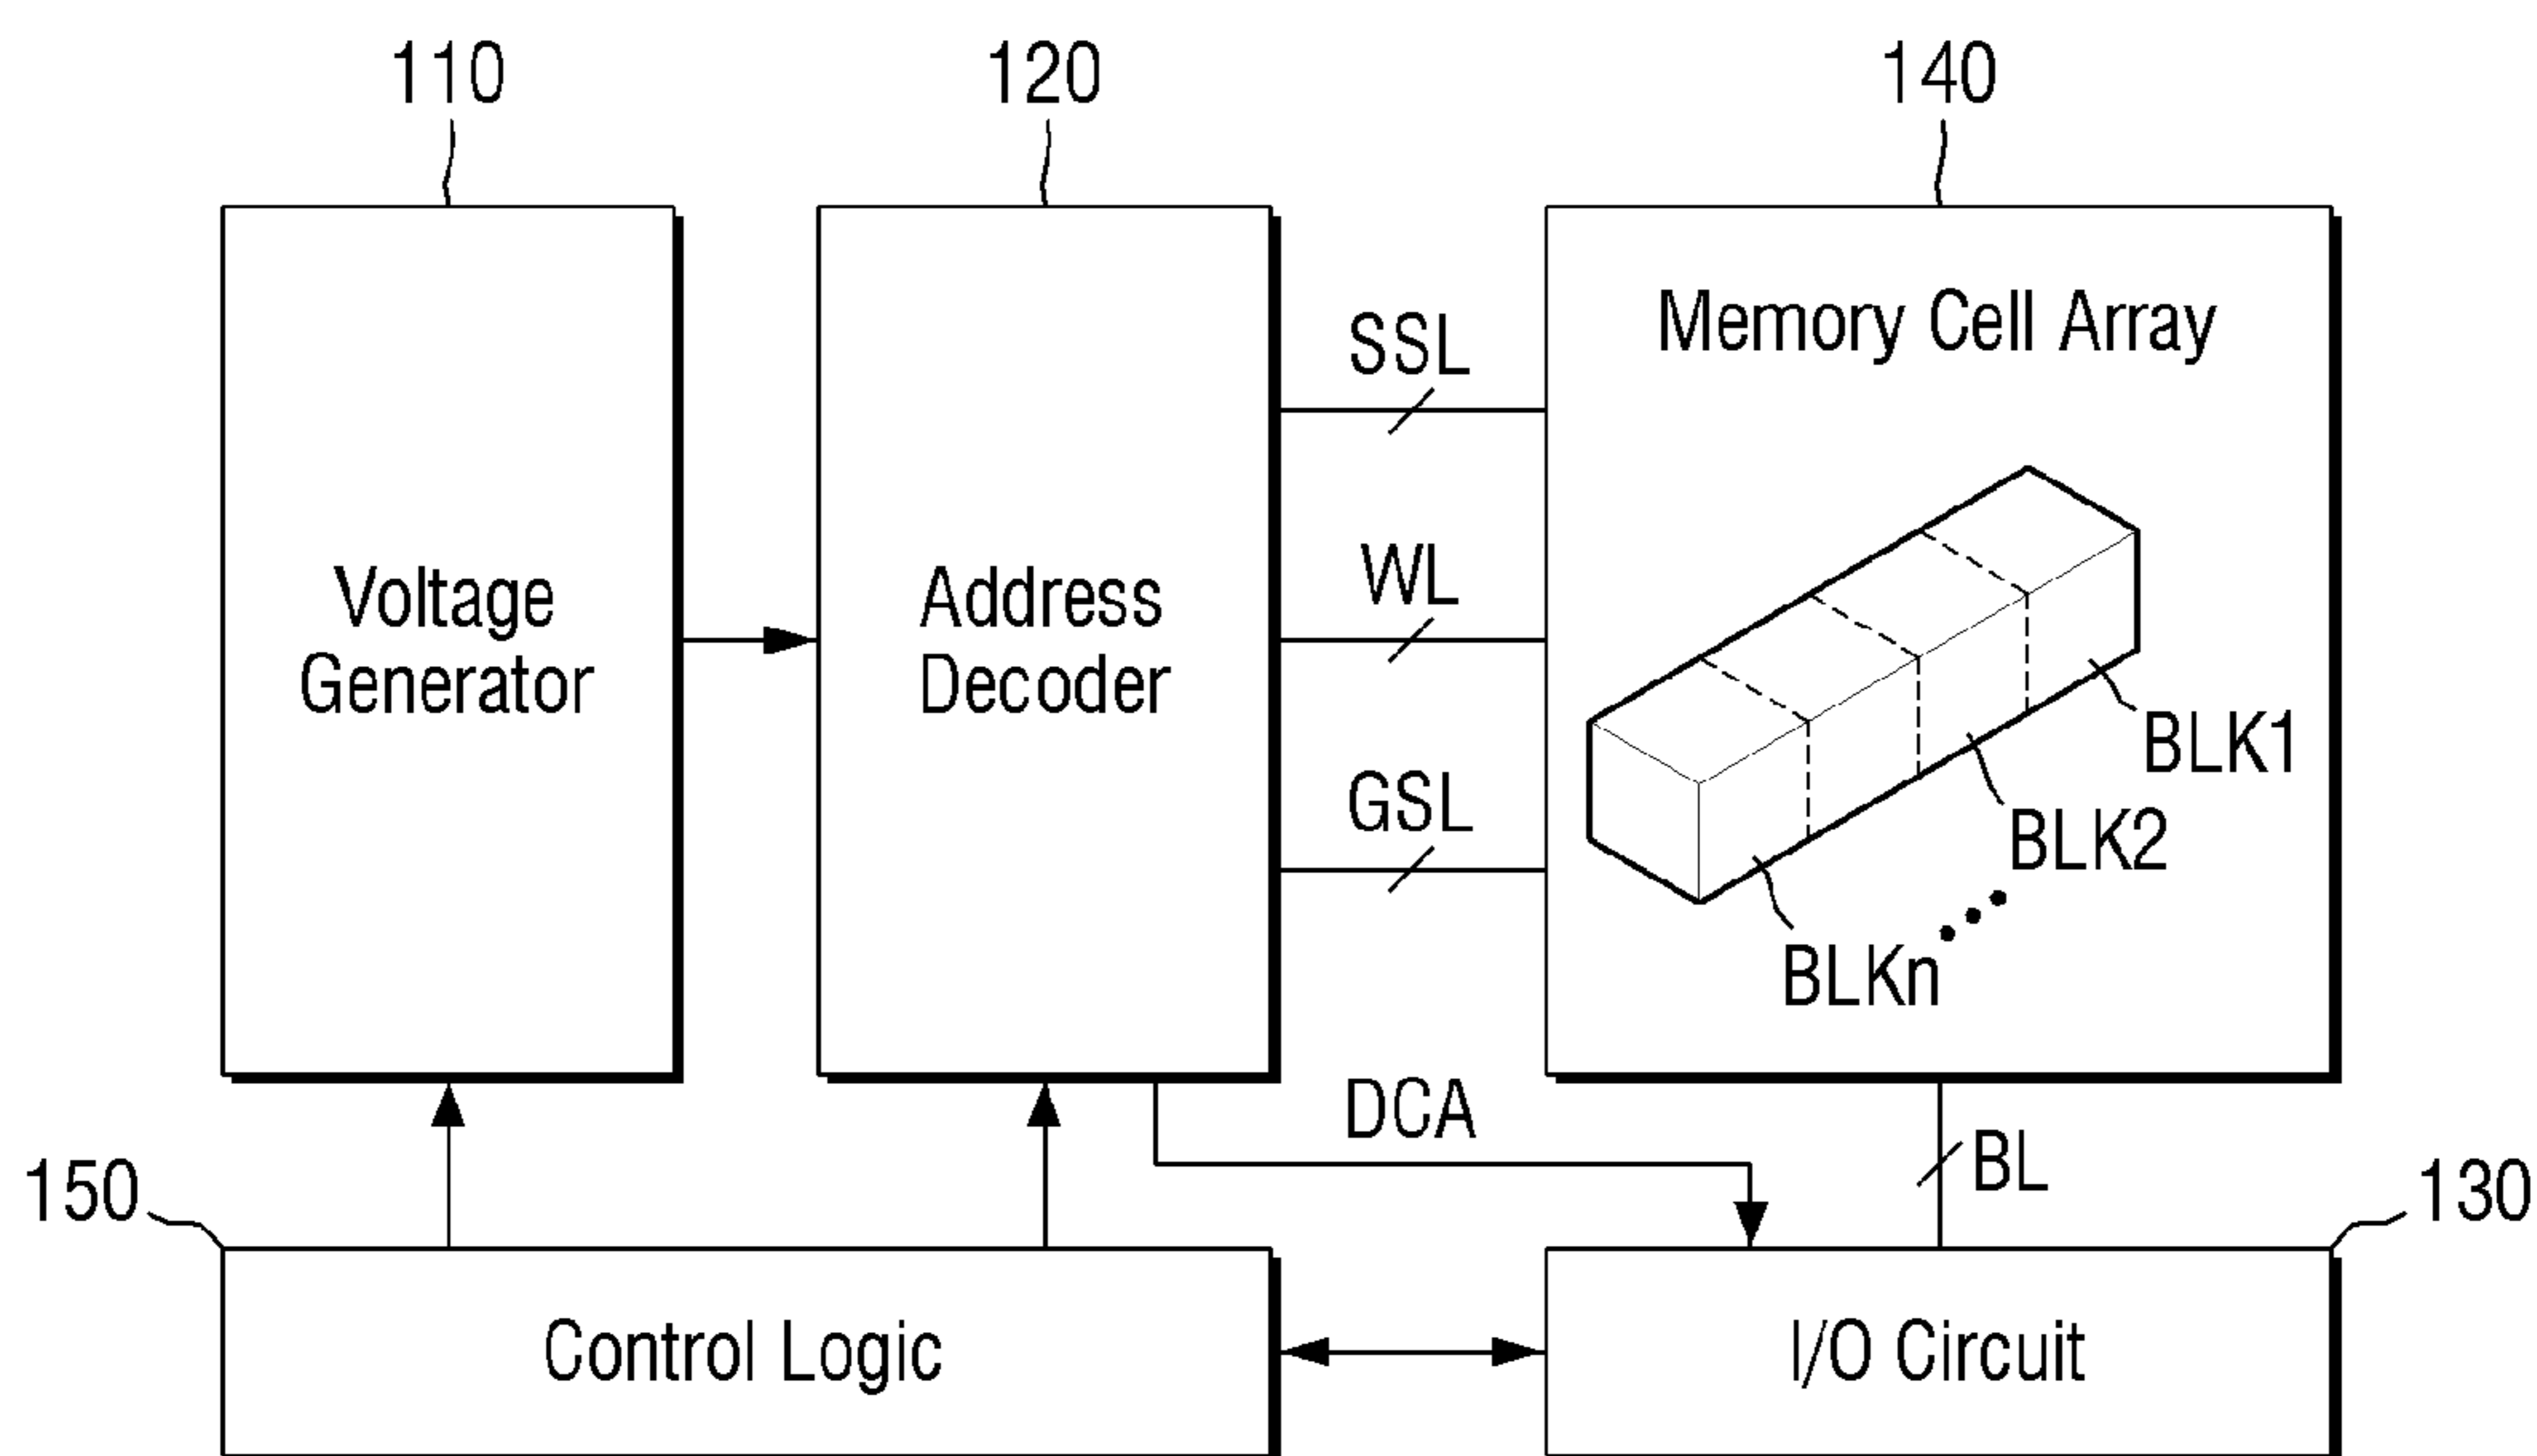 110
120
140
Voltage
Generator
Address
Decoder
SSL
WL
GSL
Memory Cell Array
BLK1
BLK2
BLKn
DCA
BL
150
130
Control Logic
I/O Circuit